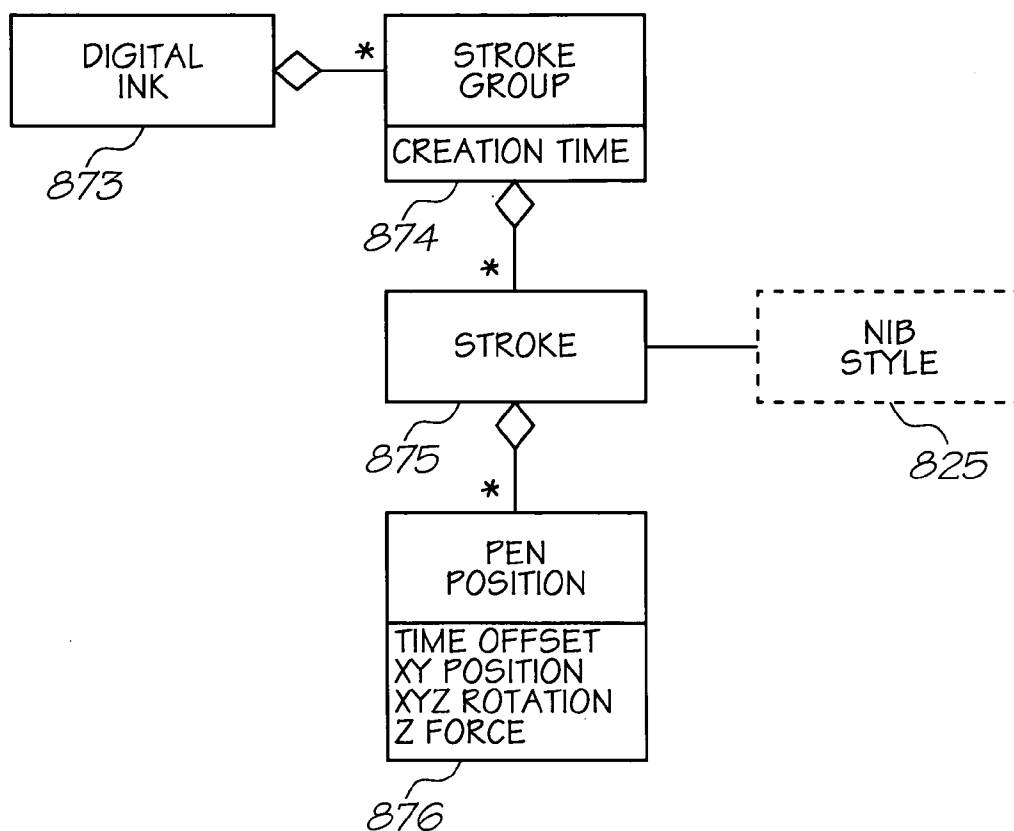 DIGITAL
INK
*
STROKE
GROUP
CREATION TIME
873
874
*
STROKE
NIB
STYLE
875
825
*
PEN
POSITION
TIME OFFSET
XY POSITION
XYZ ROTATION
Z FORCE
876